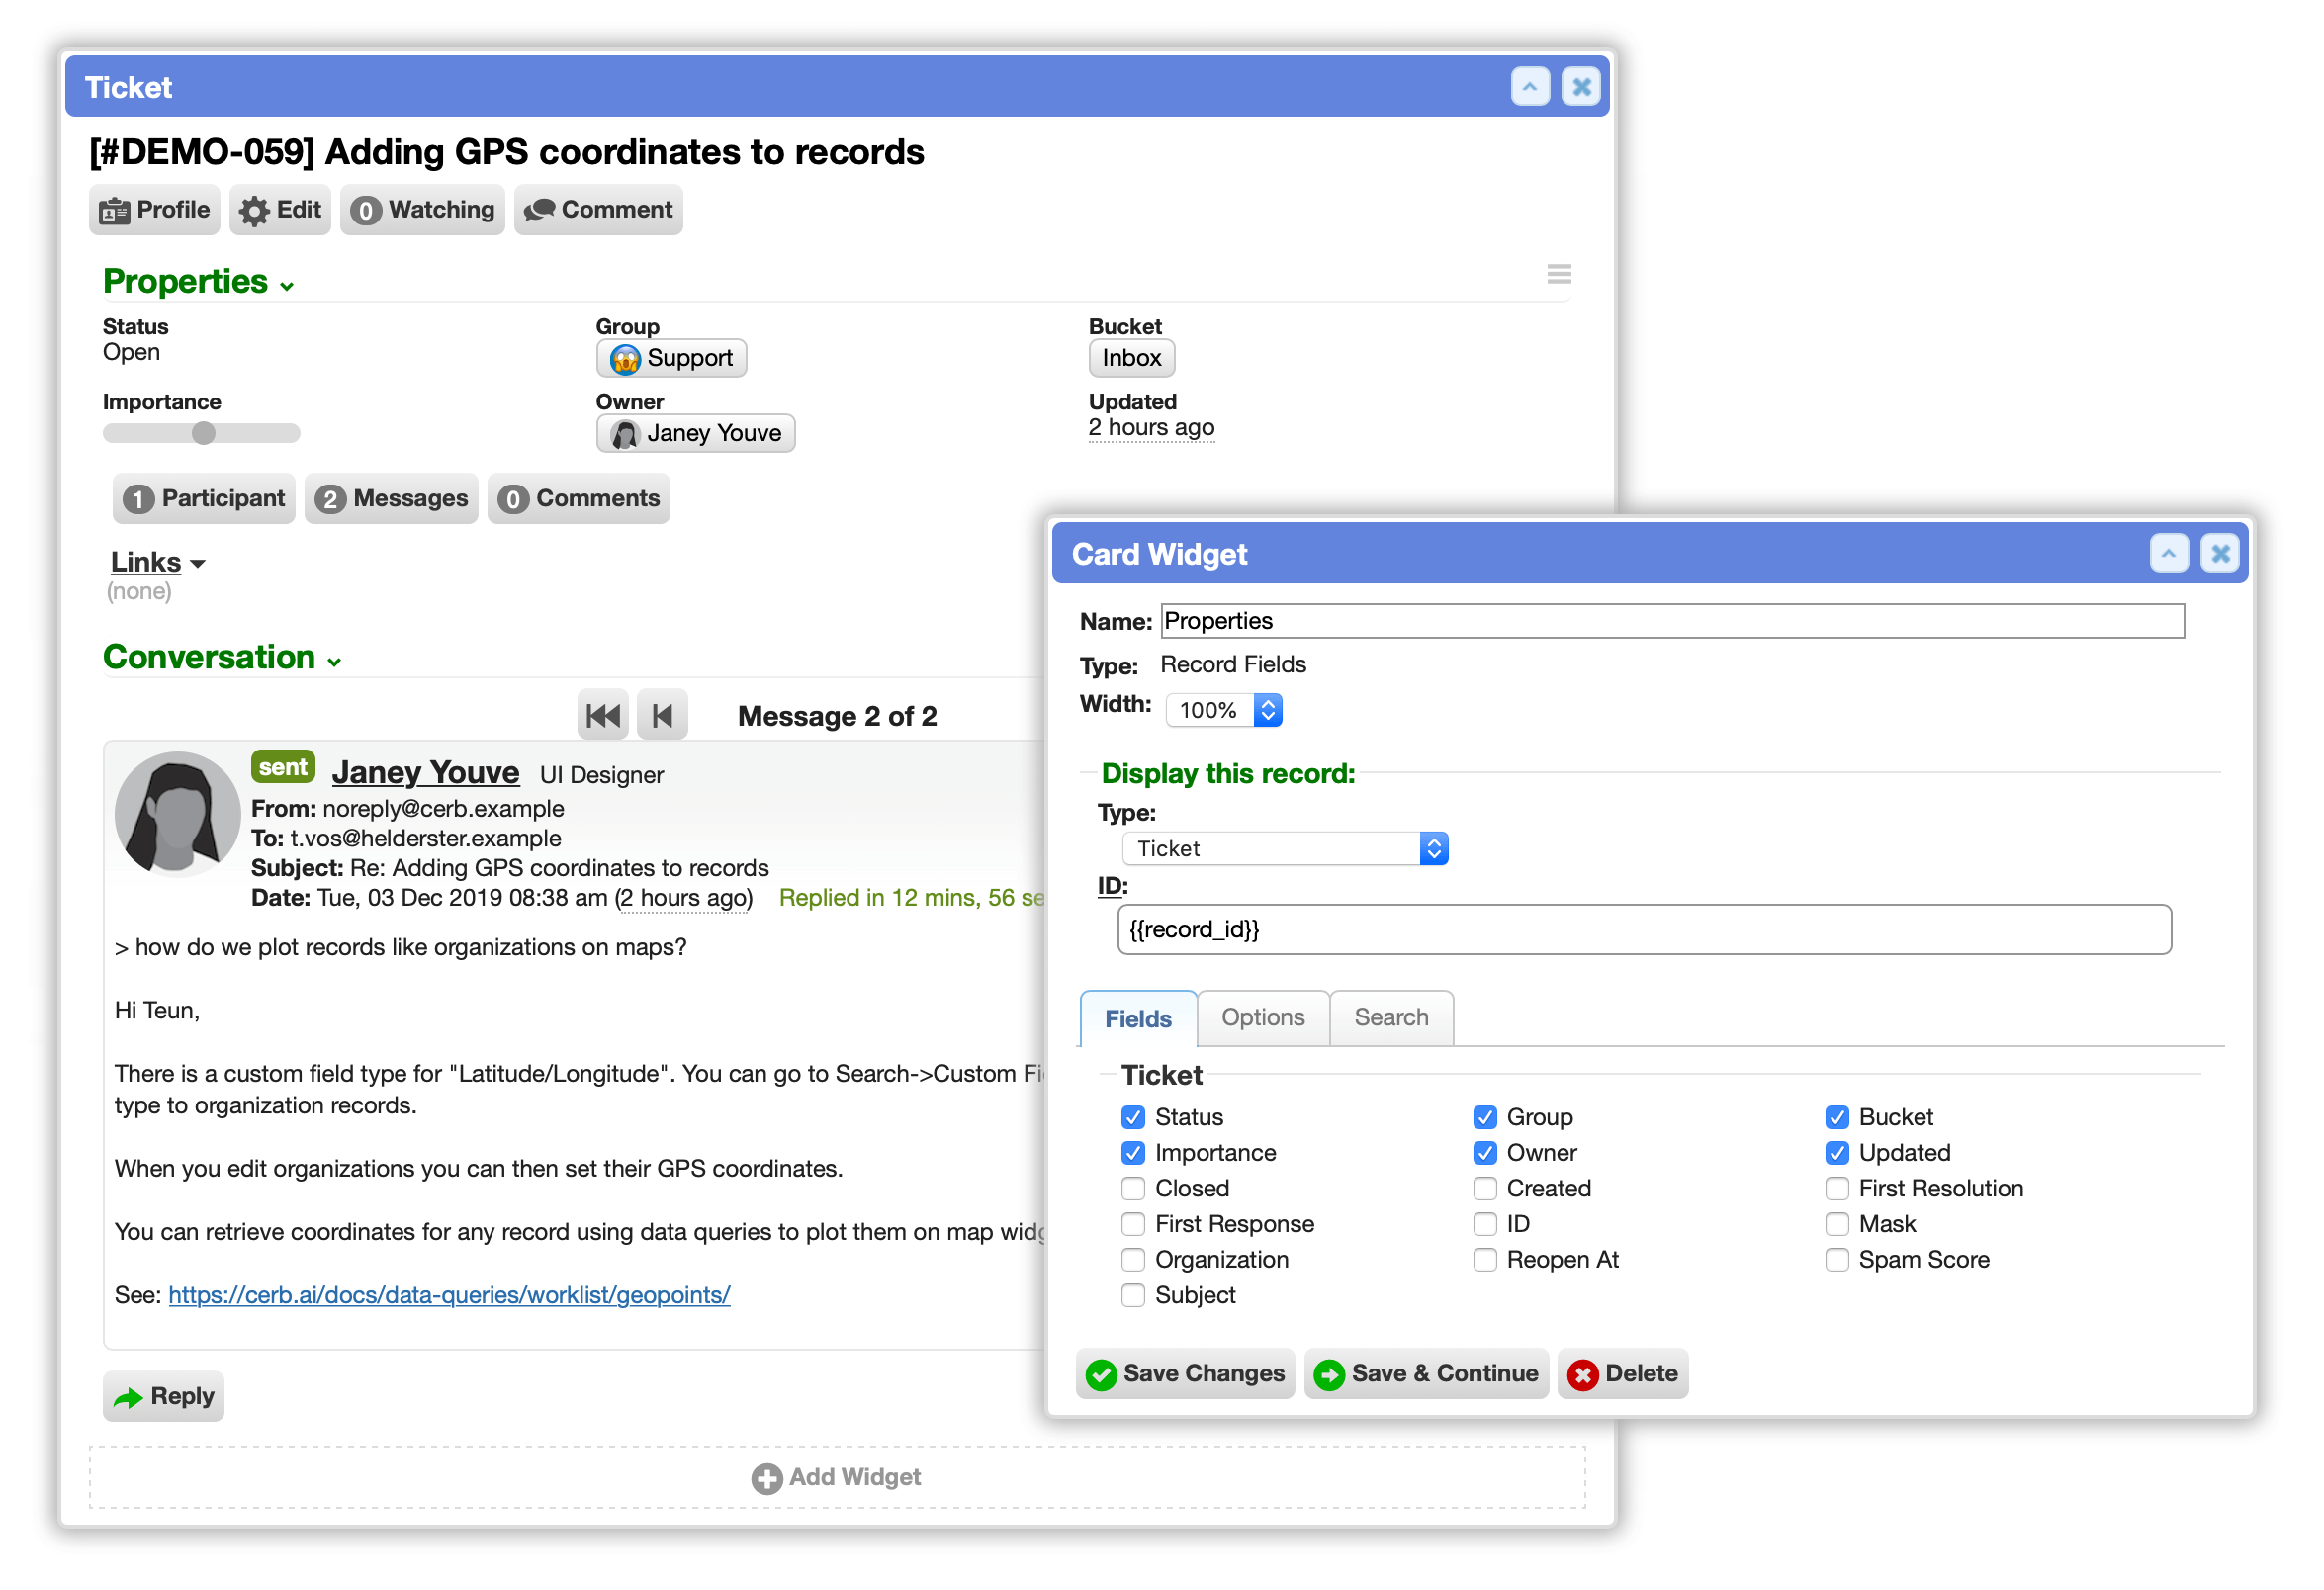 Ticket
[#DEMO-059] Adding GPS coordinates to records
Profile Edit 0 Watching Comment
Properties
Status Group Bucket
Open Support Inbox
Importance Owner Updated
Janey Youve 2 hours ago
1 Participant 2 Messages 0 Comments
Links
(none)
Conversation
Message 2 of 2
sent Janey Youve UI Designer
From: noreply@cerb.example
To: t.vos@helderster.example
Subject: Re: Adding GPS coordinates to records
Date: Tue, 03 Dec 2019 08:38 am (2 hours ago) Replied in 12 mins, 56
> how do we plot records like organizations on maps?
Hi Teun,
There is a custom field type for "Latitude/Longitude". You can go to Search->Custom
type to organization records.
When you edit organizations you can then set their GPS coordinates.
You can retrieve coordinates for any record using data queries to plot them on map
See: https://cerb.ai/docs/data-queries/worklist/geopoints/
Reply
Add Widget
Card Widget
Name: Properties
Type: Record Fields
Width: 100%
Display this record:
Type:
Ticket
ID:
{{record_id}}
Fields Options Search
Ticket
Status Group Bucket
Importance Owner Updated
Closed Created First Resolution
First Response ID Mask
Organization Reopen At Spam Score
Subject
Save Changes Save & Continue Delete